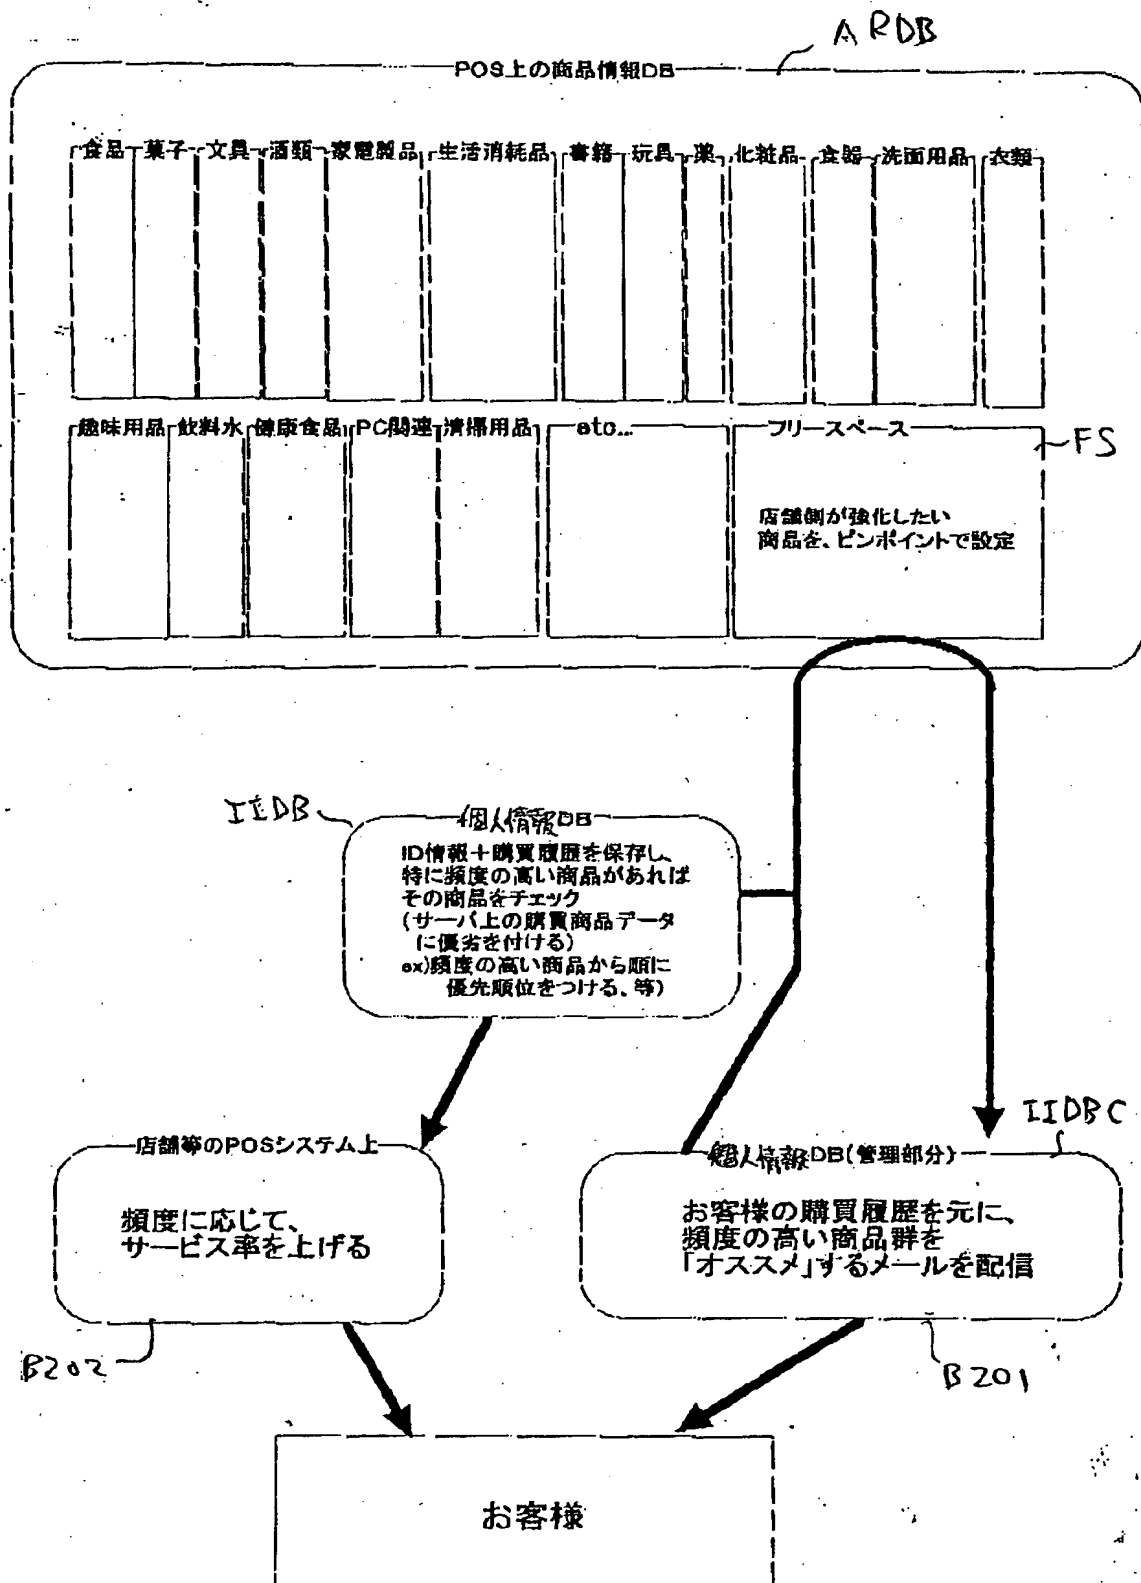 ARDB
POS上の商品情報DB
食品 菓子 文具 酒類 家電製品 生活消耗品 書籍 玩具 薬 化粧品 食器 洗面用品 衣類
趣味用品 飲料水 健康食品 PC関連 清掃用品 etc... フリースペース
FS
店舗側が強化したい
商品を、ピンポイントで設定
IIDB
個人情報DB
ID情報+購買履歴を保存し、
特に頻度の高い商品があれば
その商品をチェック
(サーバ上の購買商品データ
に優劣を付ける)
ex)頻度の高い商品から順に
優先順位をつける、等)
IIDBC
店舗等のPOSシステム上
頻度に応じて、
サービス率を上げる
個人情報DB(管理部分)
お客様の購買履歴を元に、
頻度の高い商品群を
「オススメ」するメールを配信
B202
B201
お客様